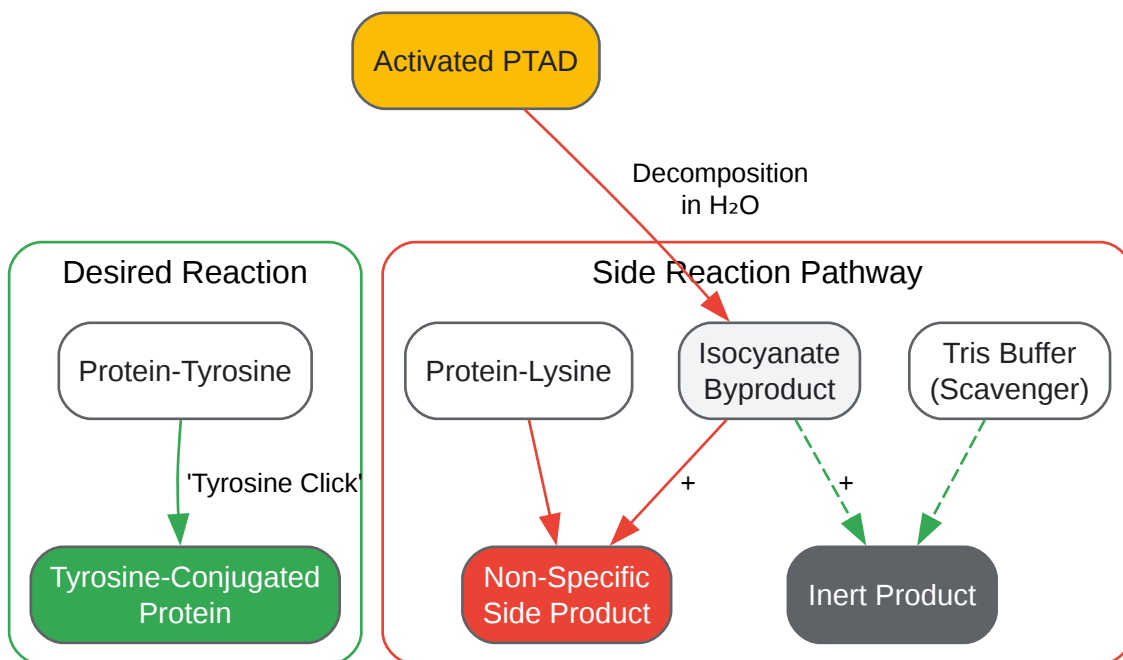 Activated PTAD
Decomposition
in H₂O
Desired Reaction
Side Reaction Pathway
Protein-Tyrosine
Protein-Lysine
Isocyanate
Byproduct
Tris Buffer
(Scavenger)
'Tyrosine Click'
+
+
Tyrosine-Conjugated
Protein
Non-Specific
Side Product
Inert Product